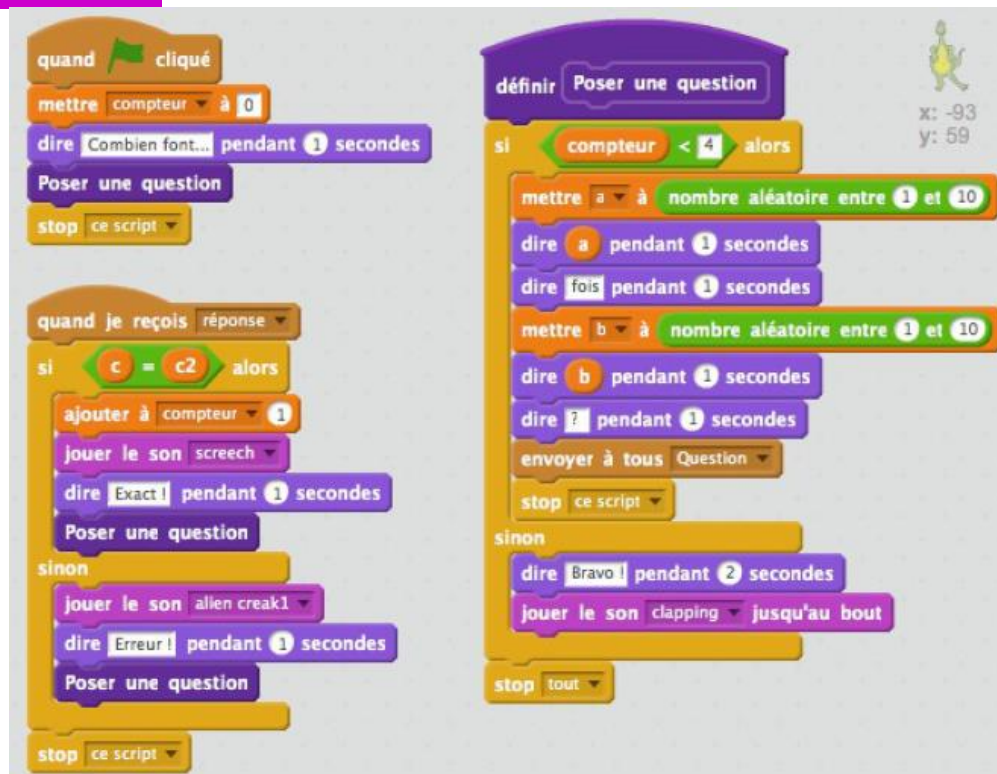 quand cliqué
mettre compteur à 0
dire Combien font... pendant 1 secondes
Poser une question
stop ce script
quand je reçois réponse
si c = c2 alors
ajouter à compteur 1
jouer le son screech
dire Exact ! pendant 1 secondes
Poser une question
sinon
jouer le son alien creak1
dire Erreur ! pendant 1 secondes
Poser une question
stop ce script
définir Poser une question
si compteur < 4 alors
mettre a à nombre aléatoire entre 1 et 10
dire a pendant 1 secondes
dire fois pendant 1 secondes
mettre b à nombre aléatoire entre 1 et 10
dire b pendant 1 secondes
dire ? pendant 1 secondes
envoyer à tous Question
stop ce script
sinon
dire Bravo ! pendant 2 secondes
jouer le son clapping jusqu'au bout
stop tout
x: -93
y: 59